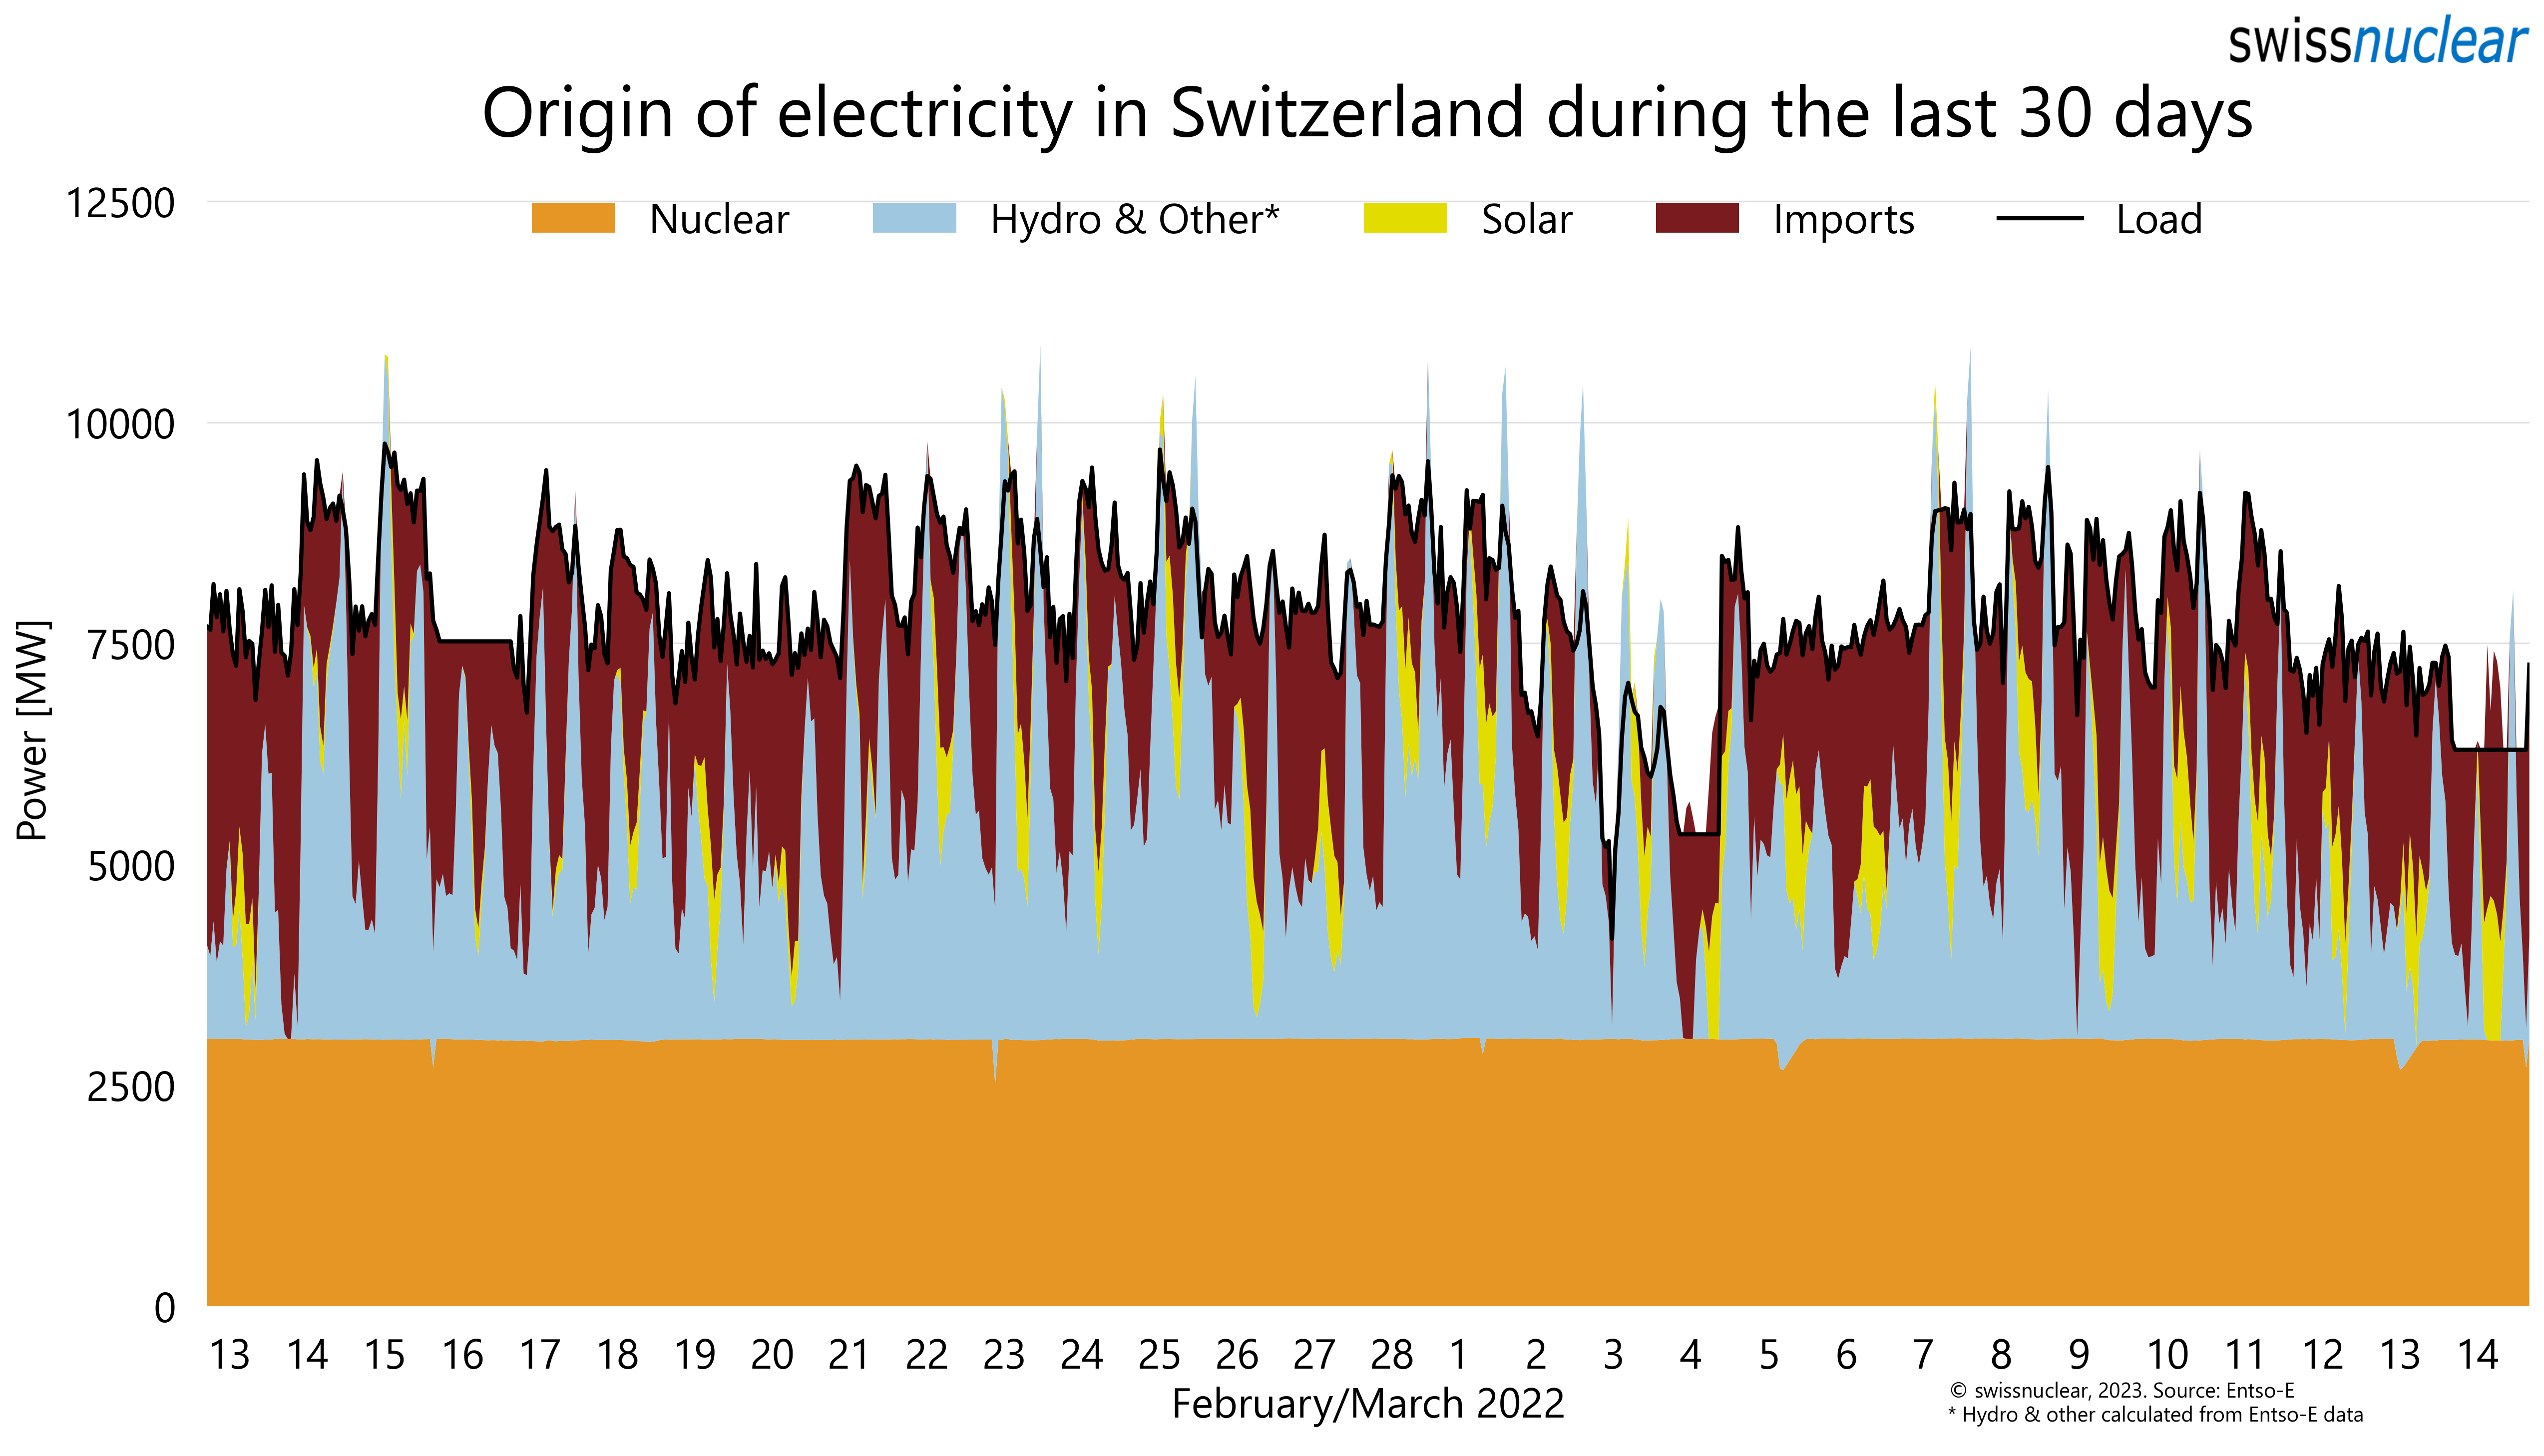 swissnuclear
Origin of electricity in Switzerland during the last 30 days
Nuclear Hydro & Other* Solar Imports Load
12500
10000
7500
5000
2500
0
Power [MW]
13 14 15 16 17 18 19 20 21 22 23 24 25 26 27 28 1 2 3 4 5 6 7 8 9 10 11 12 13 14
February/March 2022
© swissnuclear, 2023. Source: Entso-E
* Hydro & other calculated from Entso-E data